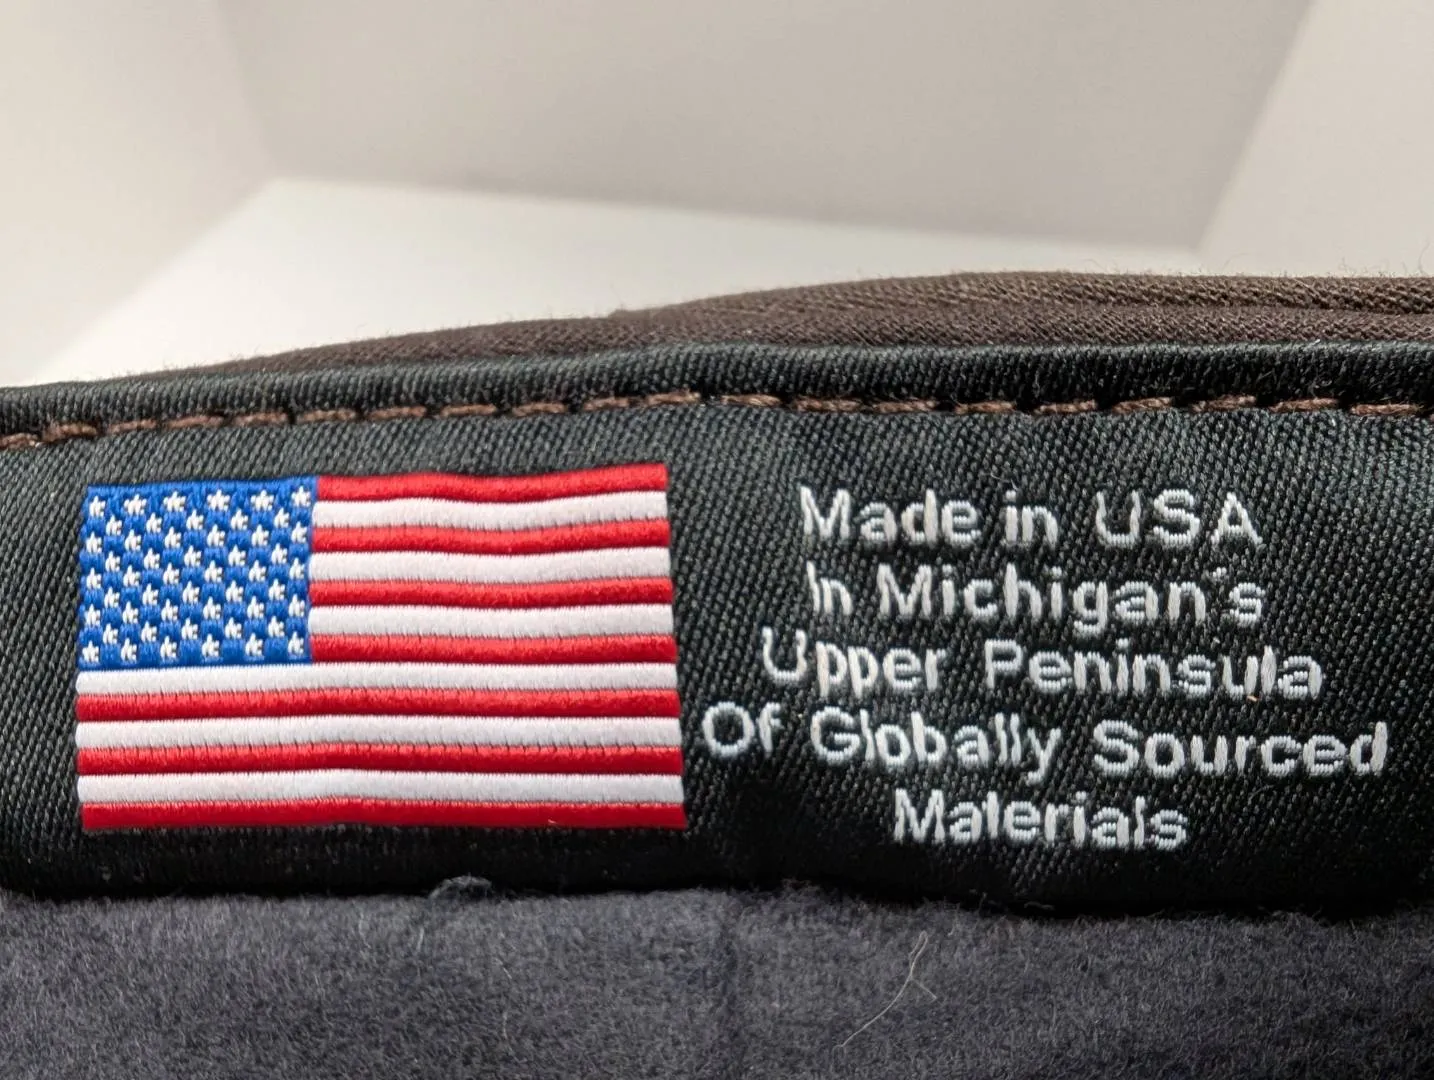 Made in USA
In Michigan's
Upper Peninsula
Of Globally Sourced
Materials